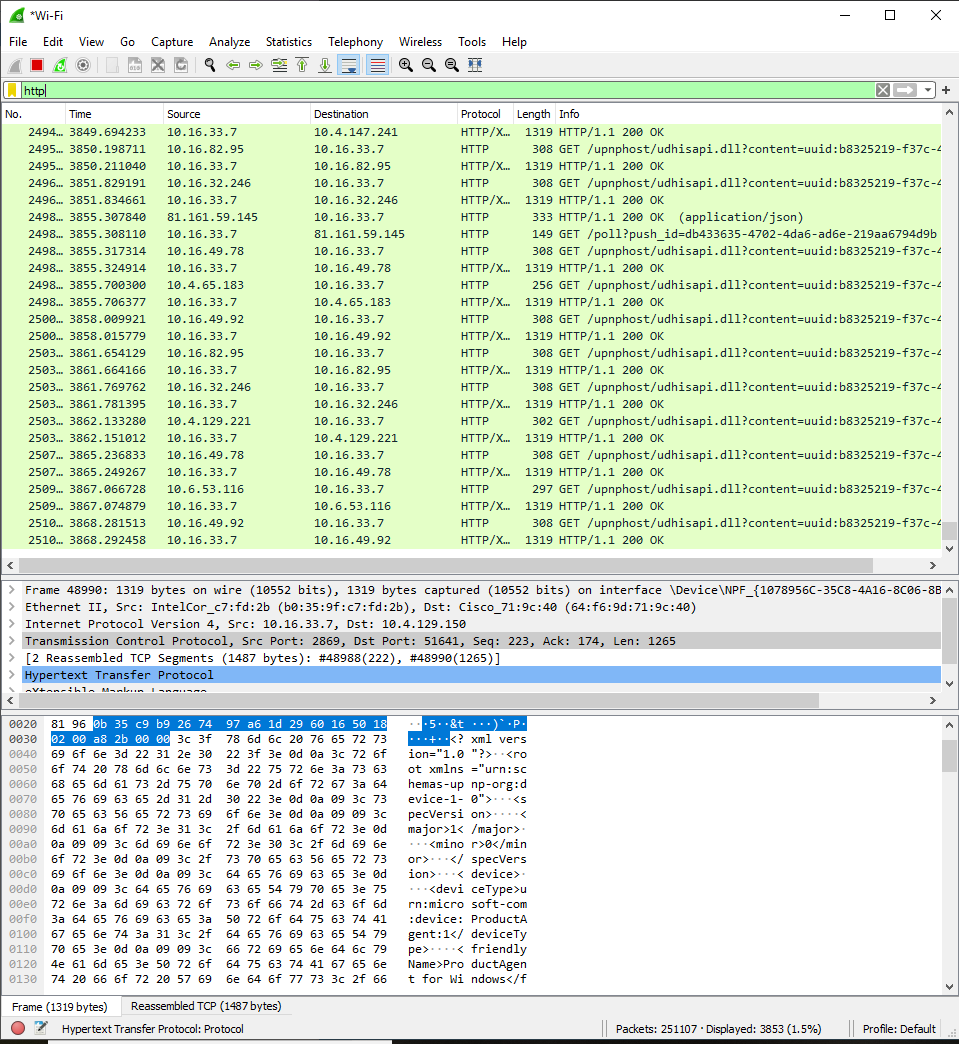 *Wi-Fi
File Edit View Go Capture Analyze Statistics Telephony Wireless Tools Help
http
No. Time Source Destination Protocol Length Info
2494… 3849.694233 10.16.33.7 10.4.147.241 HTTP/X… 1319 HTTP/1.1 200 OK
2495… 3850.198711 10.16.82.95 10.16.33.7 HTTP 308 GET /upnphost/udhisapi.dll?content=uuid:b8325219-f37c-4
2495… 3850.211040 10.16.33.7 10.16.82.95 HTTP/X… 1319 HTTP/1.1 200 OK
2496… 3851.829191 10.16.32.246 10.16.33.7 HTTP 308 GET /upnphost/udhisapi.dll?content=uuid:b8325219-f37c-4
2496… 3851.834661 10.16.33.7 10.16.32.246 HTTP/X… 1319 HTTP/1.1 200 OK
2498… 3855.307840 81.161.59.145 10.16.33.7 HTTP 333 HTTP/1.1 200 OK (application/json)
2498… 3855.308110 10.16.33.7 81.161.59.145 HTTP 149 GET /poll?push_id=db433635-4702-4da6-ad6e-219aa6794d9b
2498… 3855.317314 10.16.49.78 10.16.33.7 HTTP 308 GET /upnphost/udhisapi.dll?content=uuid:b8325219-f37c-4
2498… 3855.324914 10.16.33.7 10.16.49.78 HTTP/X… 1319 HTTP/1.1 200 OK
2498… 3855.700300 10.4.65.183 10.16.33.7 HTTP 256 GET /upnphost/udhisapi.dll?content=uuid:b8325219-f37c-4
2498… 3855.706377 10.16.33.7 10.4.65.183 HTTP/X… 1319 HTTP/1.1 200 OK
2500… 3858.009921 10.16.49.92 10.16.33.7 HTTP 308 GET /upnphost/udhisapi.dll?content=uuid:b8325219-f37c-4
2500… 3858.015779 10.16.33.7 10.16.49.92 HTTP/X… 1319 HTTP/1.1 200 OK
2503… 3861.654129 10.16.82.95 10.16.33.7 HTTP 308 GET /upnphost/udhisapi.dll?content=uuid:b8325219-f37c-4
2503… 3861.664166 10.16.33.7 10.16.82.95 HTTP/X… 1319 HTTP/1.1 200 OK
2503… 3861.769762 10.16.32.246 10.16.33.7 HTTP 308 GET /upnphost/udhisapi.dll?content=uuid:b8325219-f37c-4
2503… 3861.781395 10.16.33.7 10.16.32.246 HTTP/X… 1319 HTTP/1.1 200 OK
2503… 3862.133280 10.4.129.221 10.16.33.7 HTTP 302 GET /upnphost/udhisapi.dll?content=uuid:b8325219-f37c-4
2503… 3862.151012 10.16.33.7 10.4.129.221 HTTP/X… 1319 HTTP/1.1 200 OK
2507… 3865.236833 10.16.49.78 10.16.33.7 HTTP 308 GET /upnphost/udhisapi.dll?content=uuid:b8325219-f37c-4
2507… 3865.249267 10.16.33.7 10.16.49.78 HTTP/X… 1319 HTTP/1.1 200 OK
2509… 3867.066728 10.6.53.116 10.16.33.7 HTTP 297 GET /upnphost/udhisapi.dll?content=uuid:b8325219-f37c-4
2509… 3867.074879 10.16.33.7 10.6.53.116 HTTP/X… 1319 HTTP/1.1 200 OK
2510… 3868.281513 10.16.49.92 10.16.33.7 HTTP 308 GET /upnphost/udhisapi.dll?content=uuid:b8325219-f37c-4
2510… 3868.292458 10.16.33.7 10.16.49.92 HTTP/X… 1319 HTTP/1.1 200 OK
Frame 48990: 1319 bytes on wire (10552 bits), 1319 bytes captured (10552 bits) on interface \Device\NPF_{1078956C-35C8-4A16-8C06-8B
Ethernet II, Src: IntelCor_c7:fd:2b (b0:35:9f:c7:fd:2b), Dst: Cisco_71:9c:40 (64:f6:9d:71:9c:40)
Internet Protocol Version 4, Src: 10.16.33.7, Dst: 10.4.129.150
Transmission Control Protocol, Src Port: 2869, Dst Port: 51641, Seq: 223, Ack: 174, Len: 1265
[2 Reassembled TCP Segments (1487 bytes): #48988(222), #48990(1265)]
Hypertext Transfer Protocol
eXtensible Markup Language
0020 81 96 0b 35 c9 b9 26 74 97 a6 1d 29 60 16 50 18 ···5··&t ···)`·P·
0030 02 00 a8 2b 00 00 3c 3f 78 6d 6c 20 76 65 72 73 ···+··<? xml vers
0040 69 6f 6e 3d 22 31 2e 30 22 3f 3e 0d 0a 3c 72 6f ion="1.0 "?>··<ro
0050 6f 74 20 78 6d 6c 6e 73 3d 22 75 72 6e 3a 73 63 ot xmlns ="urn:sc
0060 68 65 6d 61 73 2d 75 70 6e 70 2d 6f 72 67 3a 64 hemas-up np-org:d
0070 65 76 69 63 65 2d 31 2d 30 22 3e 0d 0a 09 3c 73 evice-1- 0">···<s
0080 70 65 63 56 65 72 73 69 6f 6e 3e 0d 0a 09 09 3c pecVersi on>····<
0090 6d 61 6a 6f 72 3e 31 3c 2f 6d 61 6a 6f 72 3e 0d major>1< /major>·
00a0 0a 09 09 3c 6d 69 6e 6f 72 3e 30 3c 2f 6d 69 6e ···<mino r>0</min
00b0 6f 72 3e 0d 0a 09 3c 2f 73 70 65 63 56 65 72 73 or>···</ specVers
00c0 69 6f 6e 3e 0d 0a 09 3c 64 65 76 69 63 65 3e 0d ion>···< device>·
00d0 0a 09 09 3c 64 65 76 69 63 65 54 79 70 65 3e 75 ···<devi ceType>u
00e0 72 6e 3a 6d 69 63 72 6f 73 6f 66 74 2d 63 6f 6d rn:micro soft-com
00f0 3a 64 65 76 69 63 65 3a 50 72 6f 64 75 63 74 41 :device: ProductA
0100 67 65 6e 74 3a 31 3c 2f 64 65 76 69 63 65 54 79 gent:1</ deviceTy
0110 70 65 3e 0d 0a 09 09 3c 66 72 69 65 6e 64 6c 79 pe>····< friendly
0120 4e 61 6d 65 3e 50 72 6f 64 75 63 74 41 67 65 6e Name>Pro ductAgen
0130 74 20 66 6f 72 20 57 69 6e 64 6f 77 73 3c 2f 66 t for Wi ndows</f
Frame (1319 bytes) Reassembled TCP (1487 bytes)
Hypertext Transfer Protocol: Protocol Packets: 251107 · Displayed: 3853 (1.5%) Profile: Default